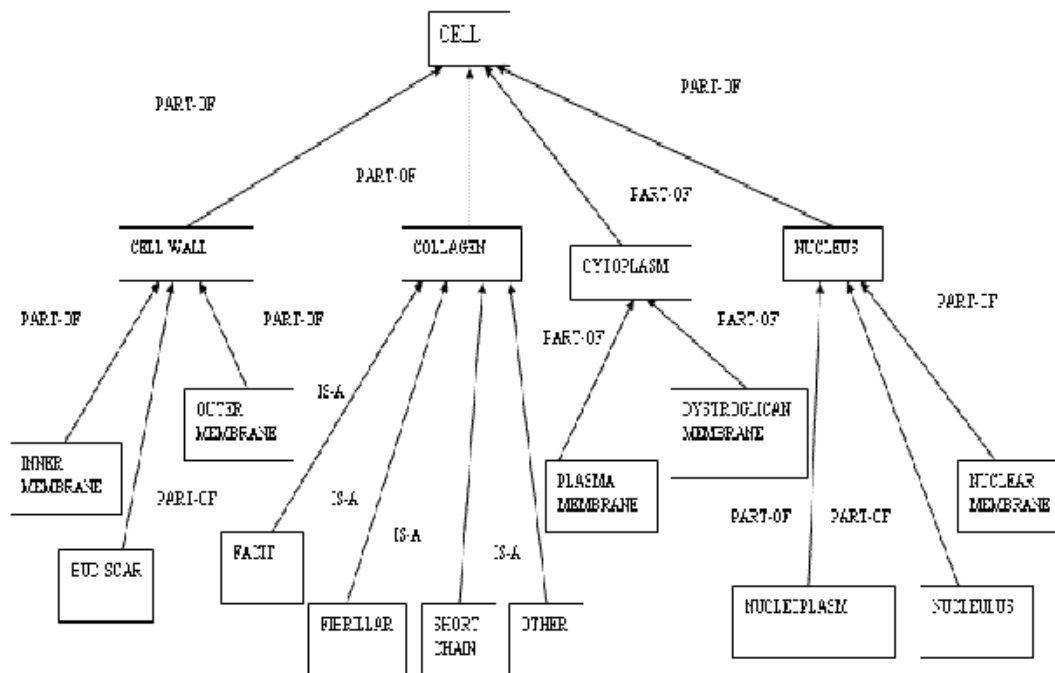 CELL
PART-OF
PART-OF
PART-OF
PART-OF
CELL WALL
COLLAGEN
CYTOPLASM
NUCLEUS
PART-OF
PART-OF
PART-OF
PART-OF
PART-OF
IS-A
OUTER
MEMBRANE
DYSTROGLICAN
MEMBRANE
INNER
MEMBRANE
PLASMA
MEMBRANE
NUCLEAR
MEMBRANE
PART-OF
IS-A
IS-A
IS-A
PART-OF
PART-OF
BUD SCAR
FACIT
FIBRILLAR
SHORT
CHAIN
OTHER
NUCLEOPLASM
NUCLEULUS